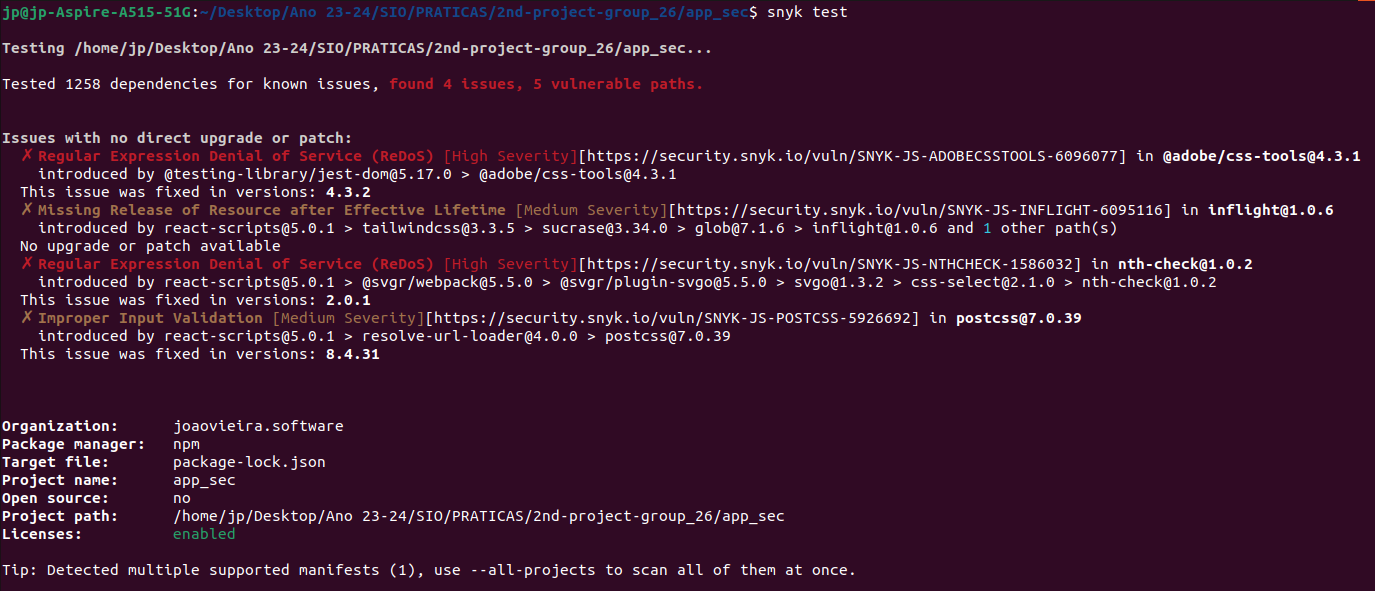 jp@jp-Aspire-A515-51G:~/Desktop/Ano 23-24/SIO/PRATICAS/2nd-project-group_26/app_sec$ snyk test
Testing /home/jp/Desktop/Ano 23-24/SIO/PRATICAS/2nd-project-group_26/app_sec...
Tested 1258 dependencies for known issues, found 4 issues, 5 vulnerable paths.
Issues with no direct upgrade or patch:
✗ Regular Expression Denial of Service (ReDoS) [High Severity][https://security.snyk.io/vuln/SNYK-JS-ADOBECSSTOOLS-6096077] in @adobe/css-tools@4.3.1
introduced by @testing-library/jest-dom@5.17.0 > @adobe/css-tools@4.3.1
This issue was fixed in versions: 4.3.2
✗ Missing Release of Resource after Effective Lifetime [Medium Severity][https://security.snyk.io/vuln/SNYK-JS-INFLIGHT-6095116] in inflight@1.0.6
introduced by react-scripts@5.0.1 > tailwindcss@3.3.5 > sucrase@3.34.0 > glob@7.1.6 > inflight@1.0.6 and 1 other path(s)
No upgrade or patch available
✗ Regular Expression Denial of Service (ReDoS) [High Severity][https://security.snyk.io/vuln/SNYK-JS-NTHCHECK-1586032] in nth-check@1.0.2
introduced by react-scripts@5.0.1 > @svgr/webpack@5.5.0 > @svgr/plugin-svgo@5.5.0 > svgo@1.3.2 > css-select@2.1.0 > nth-check@1.0.2
This issue was fixed in versions: 2.0.1
✗ Improper Input Validation [Medium Severity][https://security.snyk.io/vuln/SNYK-JS-POSTCSS-5926692] in postcss@7.0.39
introduced by react-scripts@5.0.1 > resolve-url-loader@4.0.0 > postcss@7.0.39
This issue was fixed in versions: 8.4.31
Organization: joaovieira.software
Package manager: npm
Target file: package-lock.json
Project name: app_sec
Open source: no
Project path: /home/jp/Desktop/Ano 23-24/SIO/PRATICAS/2nd-project-group_26/app_sec
Licenses: enabled
Tip: Detected multiple supported manifests (1), use --all-projects to scan all of them at once.